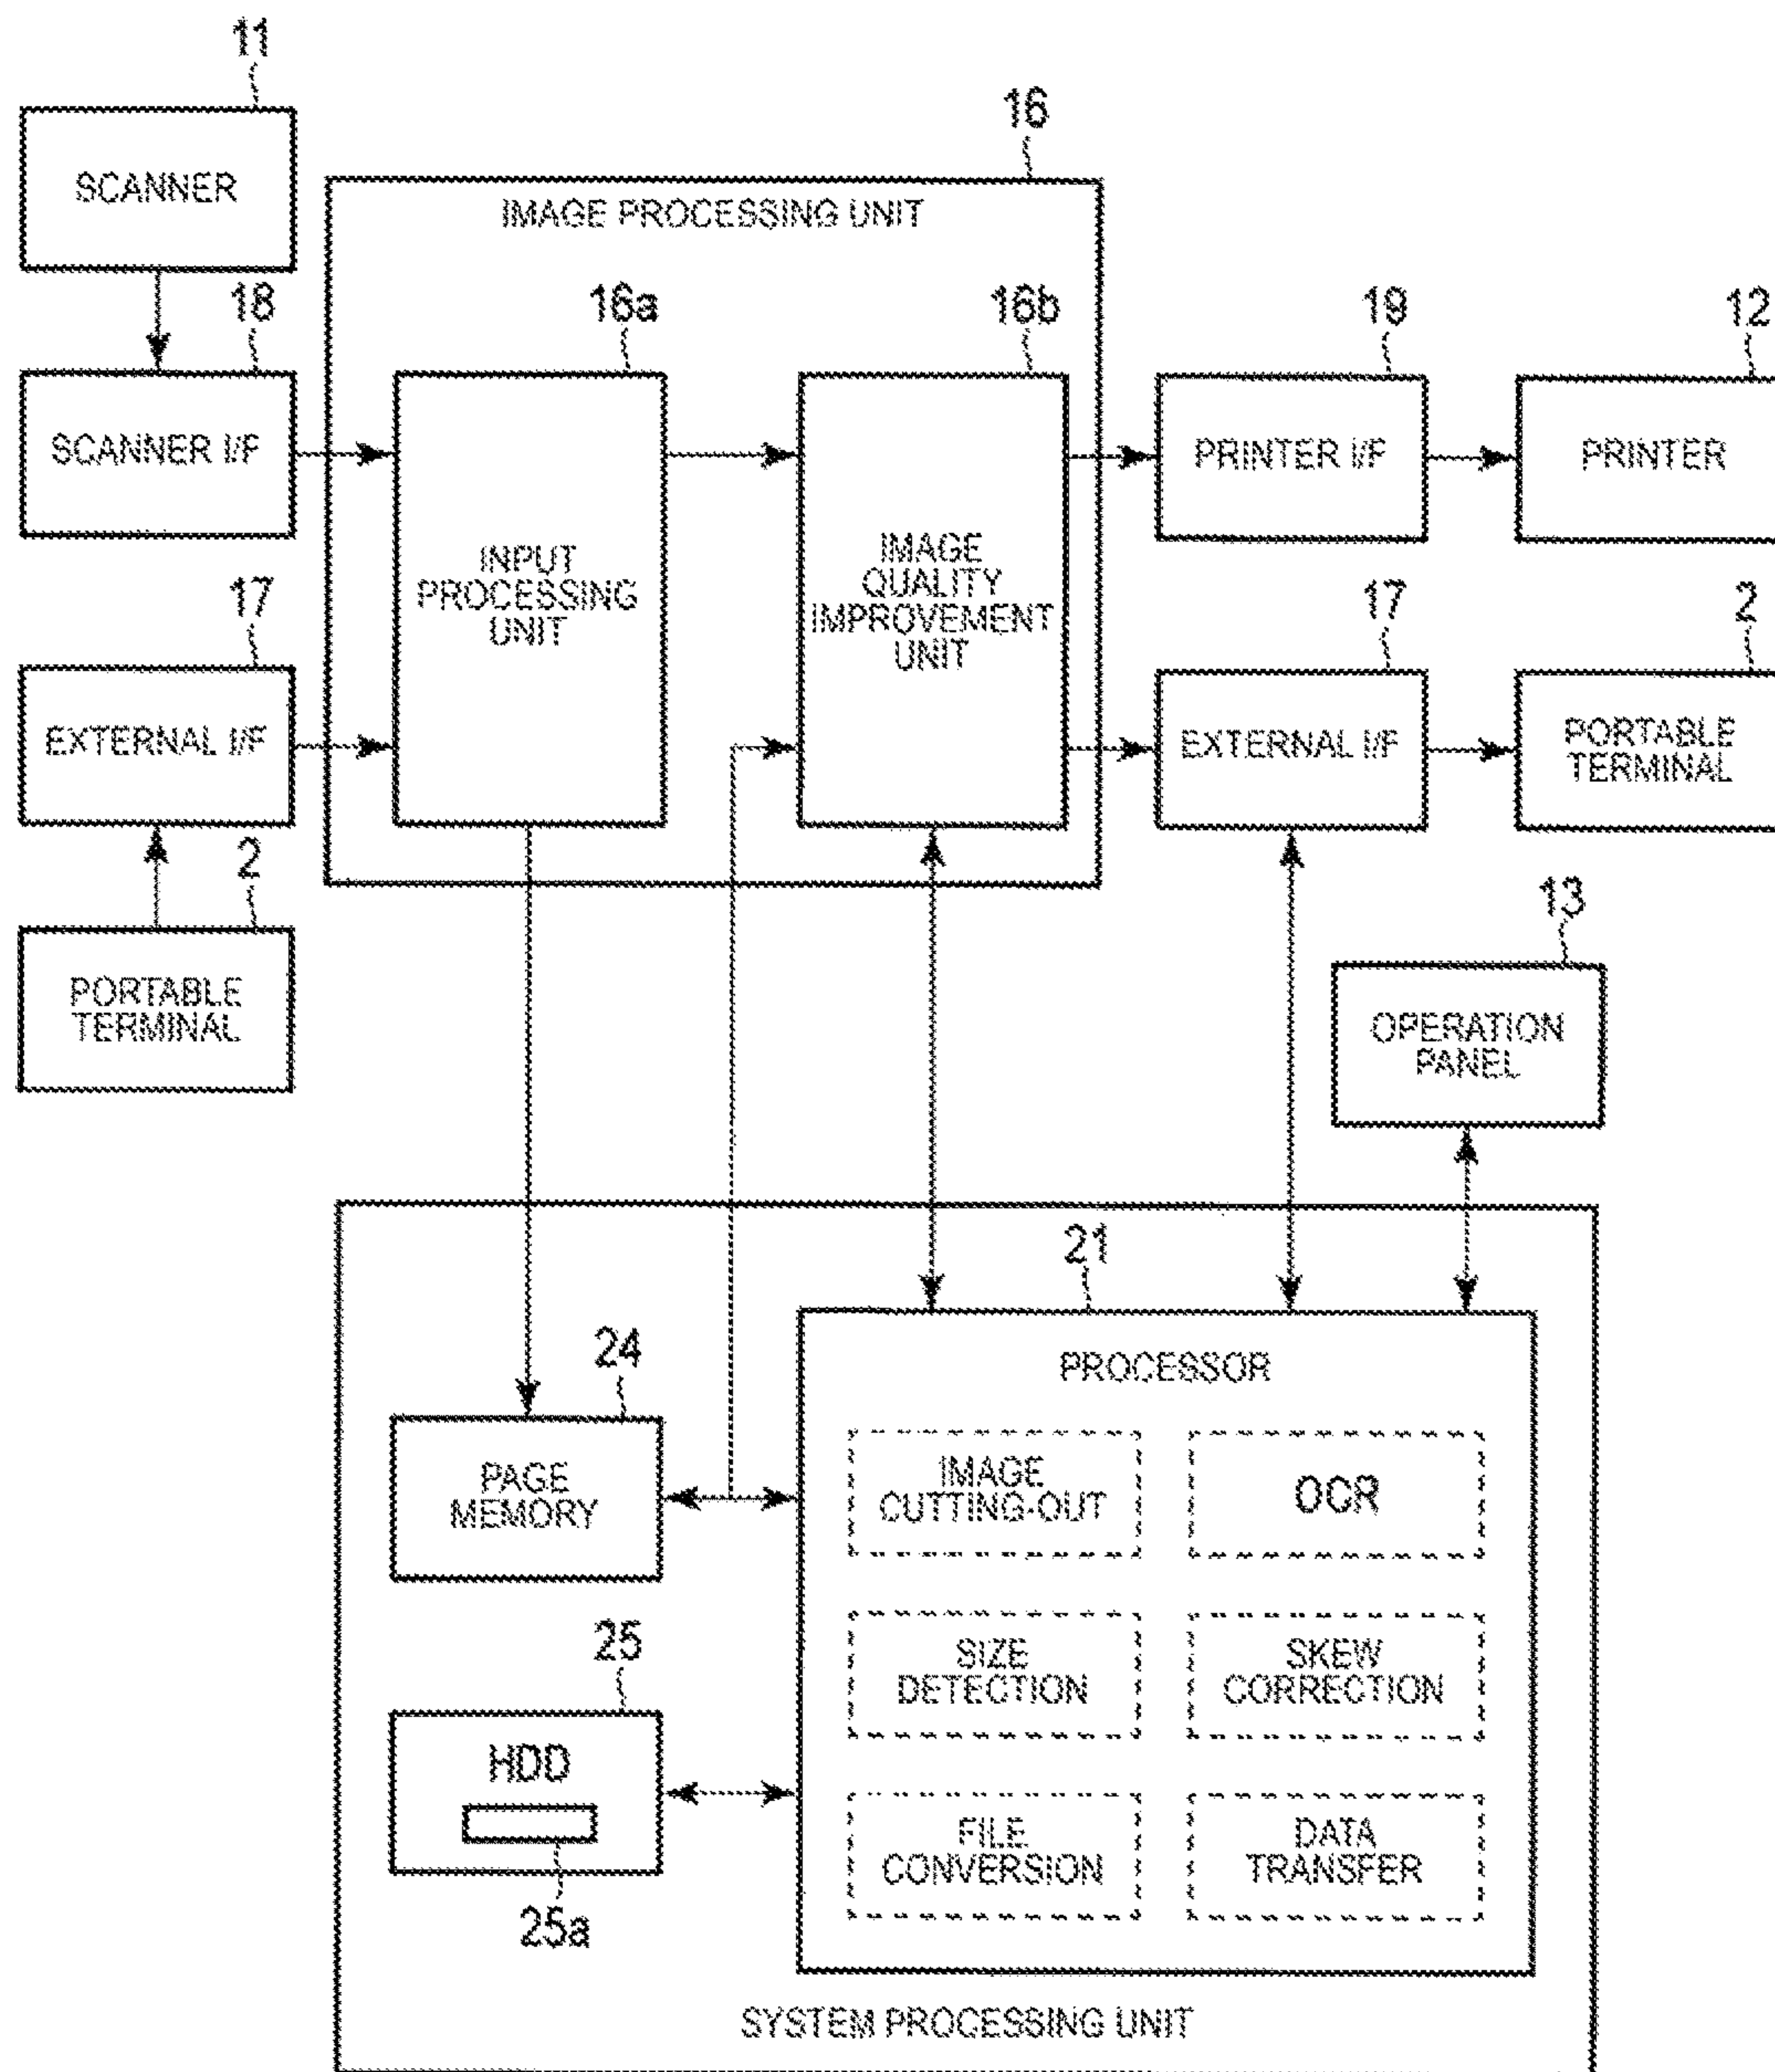 11
SCANNER
16
IMAGE PROCESSING UNIT
18
SCANNER I/F
16a
INPUT
PROCESSING
UNIT
16b
IMAGE
QUALITY
IMPROVEMENT
UNIT
19
PRINTER I/F
12
PRINTER
17
EXTERNAL I/F
17
EXTERNAL I/F
2
PORTABLE
TERMINAL
2
PORTABLE
TERMINAL
13
OPERATION
PANEL
21
PROCESSOR
24
PAGE
MEMORY
IMAGE
CUTTING-OUT
OCR
SIZE
DETECTION
SKEW
CORRECTION
25
HDD
25a
FILE
CONVERSION
DATA
TRANSFER
SYSTEM PROCESSING UNIT